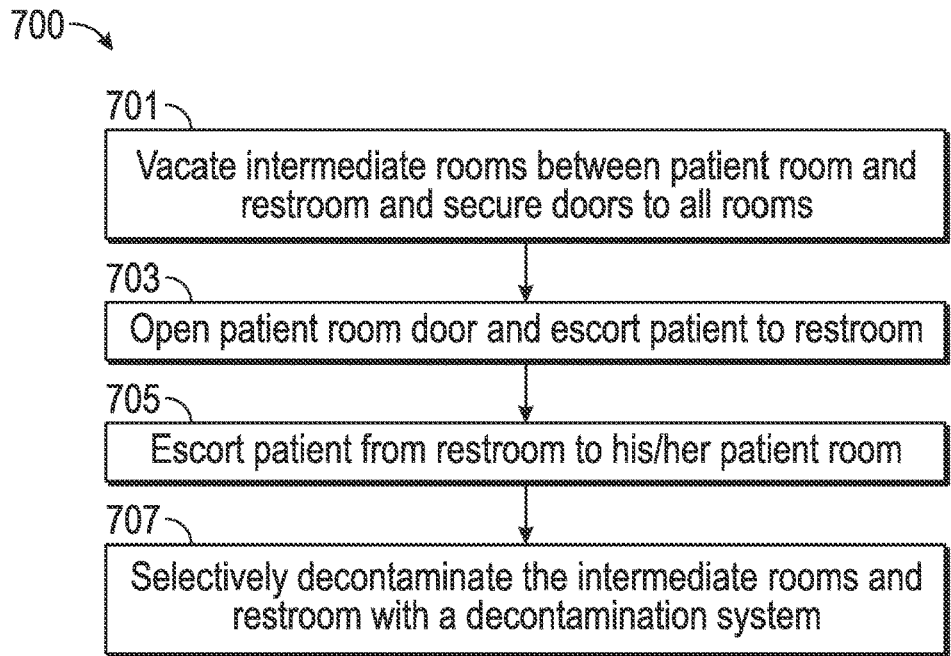 700
701
Vacate intermediate rooms between patient room and
restroom and secure doors to all rooms
703
Open patient room door and escort patient to restroom
705
Escort patient from restroom to his/her patient room
707
Selectively decontaminate the intermediate rooms and
restroom with a decontamination system